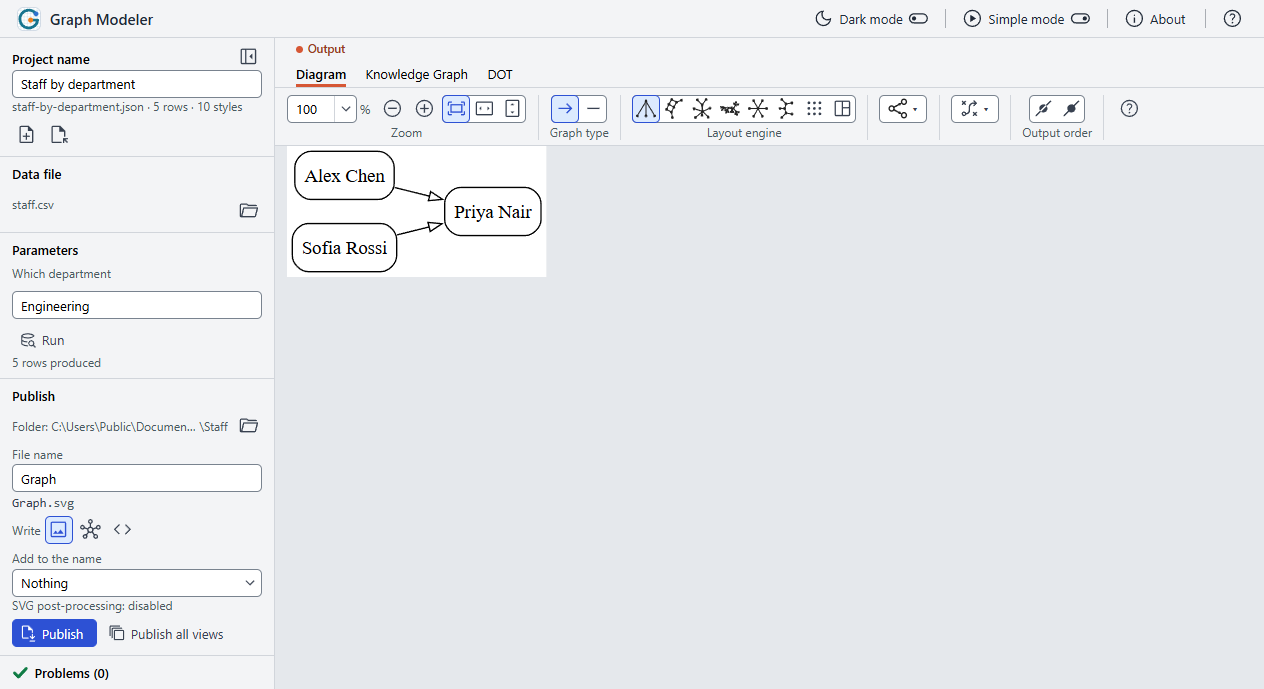 Graph Modeler
Dark mode
Simple mode
About
Project name
Staff by department
staff-by-department.json · 5 rows · 10 styles
Data file
staff.csv
Parameters
Which department
Engineering
Run
5 rows produced
Publish
Folder: C:\Users\Public\Documen... \Staff
File name
Graph
Graph.svg
Write
Add to the name
Nothing
SVG post-processing: disabled
Publish
Publish all views
Problems (0)
Output
Diagram
Knowledge Graph
DOT
100
%
Zoom
Graph type
Layout engine
Output order
Alex Chen
Priya Nair
Sofia Rossi